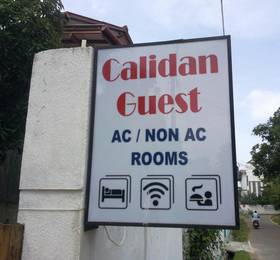 Calidan
Guest
AC / NON AC
ROOMS